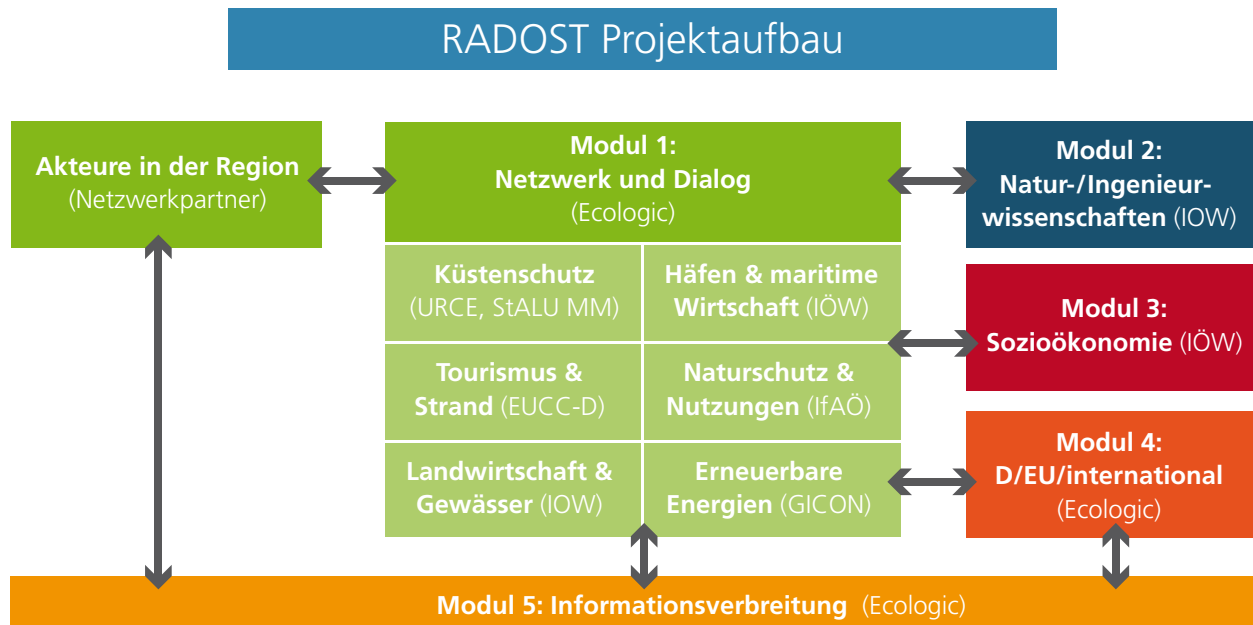 RADOST Projektaufbau
Akteure in der Region
(Netzwerkpartner)
Modul 1:
Netzwerk und Dialog
(Ecologic)
Küstenschutz
(URCE, StALU MM)
Häfen & maritime
Wirtschaft (IÖW)
Tourismus &
Strand (EUCC-D)
Naturschutz &
Nutzungen (IfAÖ)
Landwirtschaft &
Gewässer (IOW)
Erneuerbare
Energien (GICON)
Modul 2:
Natur-/Ingenieur-
wissenschaften (IOW)
Modul 3:
Sozioökonomie (IÖW)
Modul 4:
D/EU/international
(Ecologic)
Modul 5: Informationsverbreitung (Ecologic)